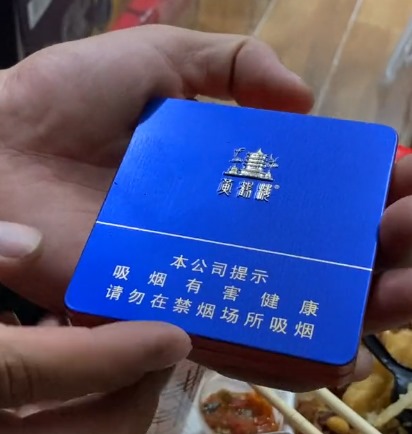 黄鹤楼®
本公司提示
吸烟有害健康
请勿在禁烟场所吸烟